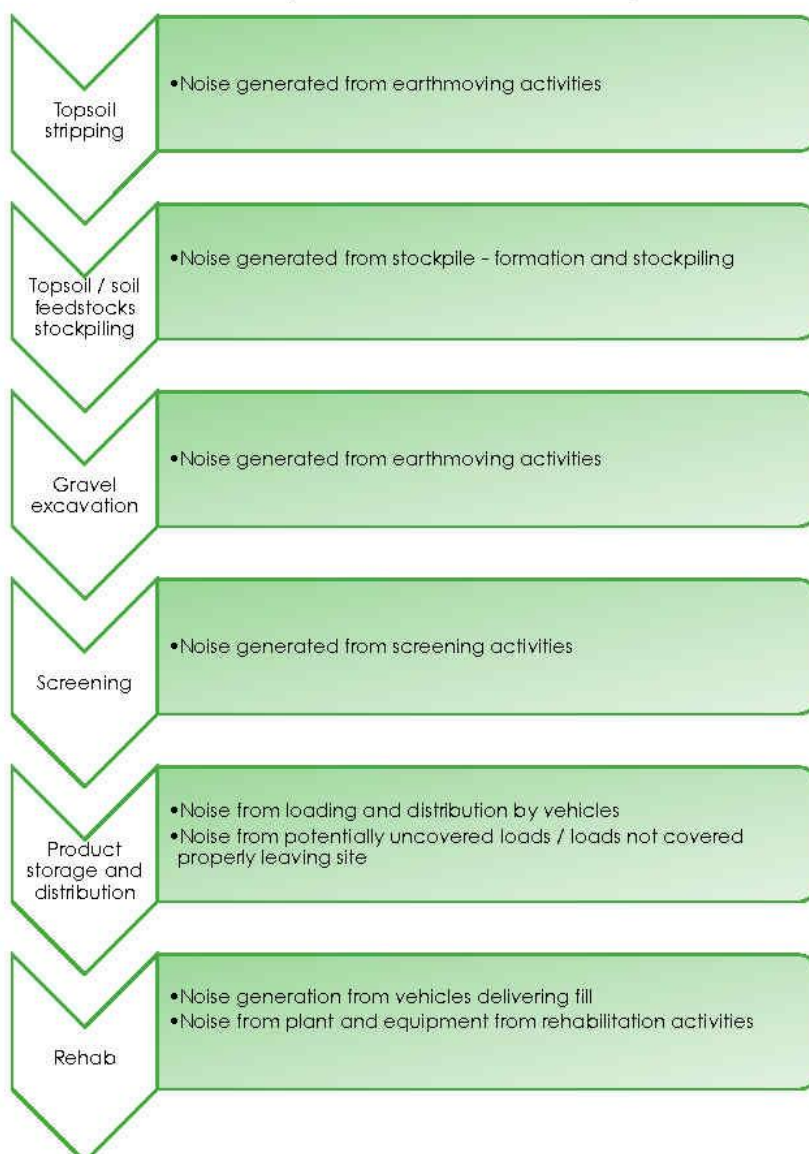 Topsoil
stripping
•Noise generated from earthmoving activities
Topsoil / soil
feedstocks
stockpiling
•Noise generated from stockpile - formation and stockpiling
Gravel
excavation
•Noise generated from earthmoving activities
Screening
•Noise generated from screening activities
Product
storage and
distribution
•Noise from loading and distribution by vehicles
•Noise from potentially uncovered loads / loads not covered
properly leaving site
Rehab
•Noise generation from vehicles delivering fill
•Noise from plant and equipment from rehabilitation activities